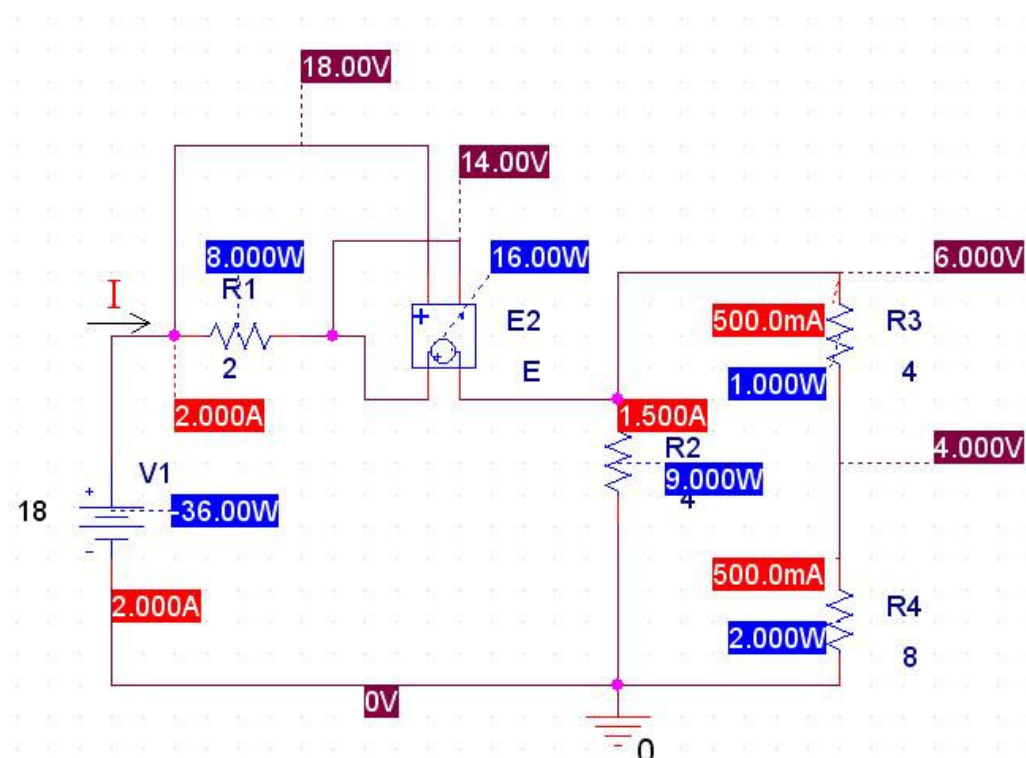 18.00V
14.00V
8.000W
16.00W
6.000V
I
R1
+
E2
500.0mA
R3
2
E
1.000W
4
2.000A
1.500A
R2
4.000V
V1
9.000W
4
+
18
-36.00W
-
500.0mA
2.000A
R4
2.000W
8
0V
0